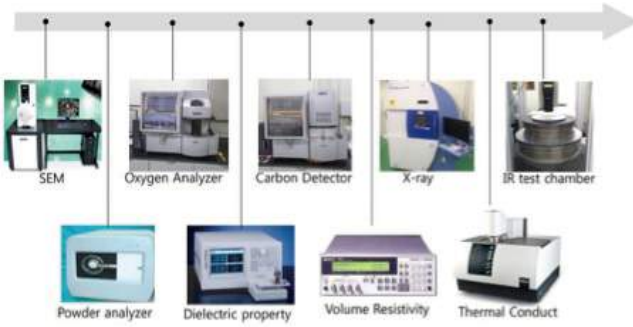 SEM
Oxygen Analyzer
Carbon Detector
X-ray
IR test chamber
Powder analyzer
Dielectric property
Volume Resistivity
Thermal Conduct